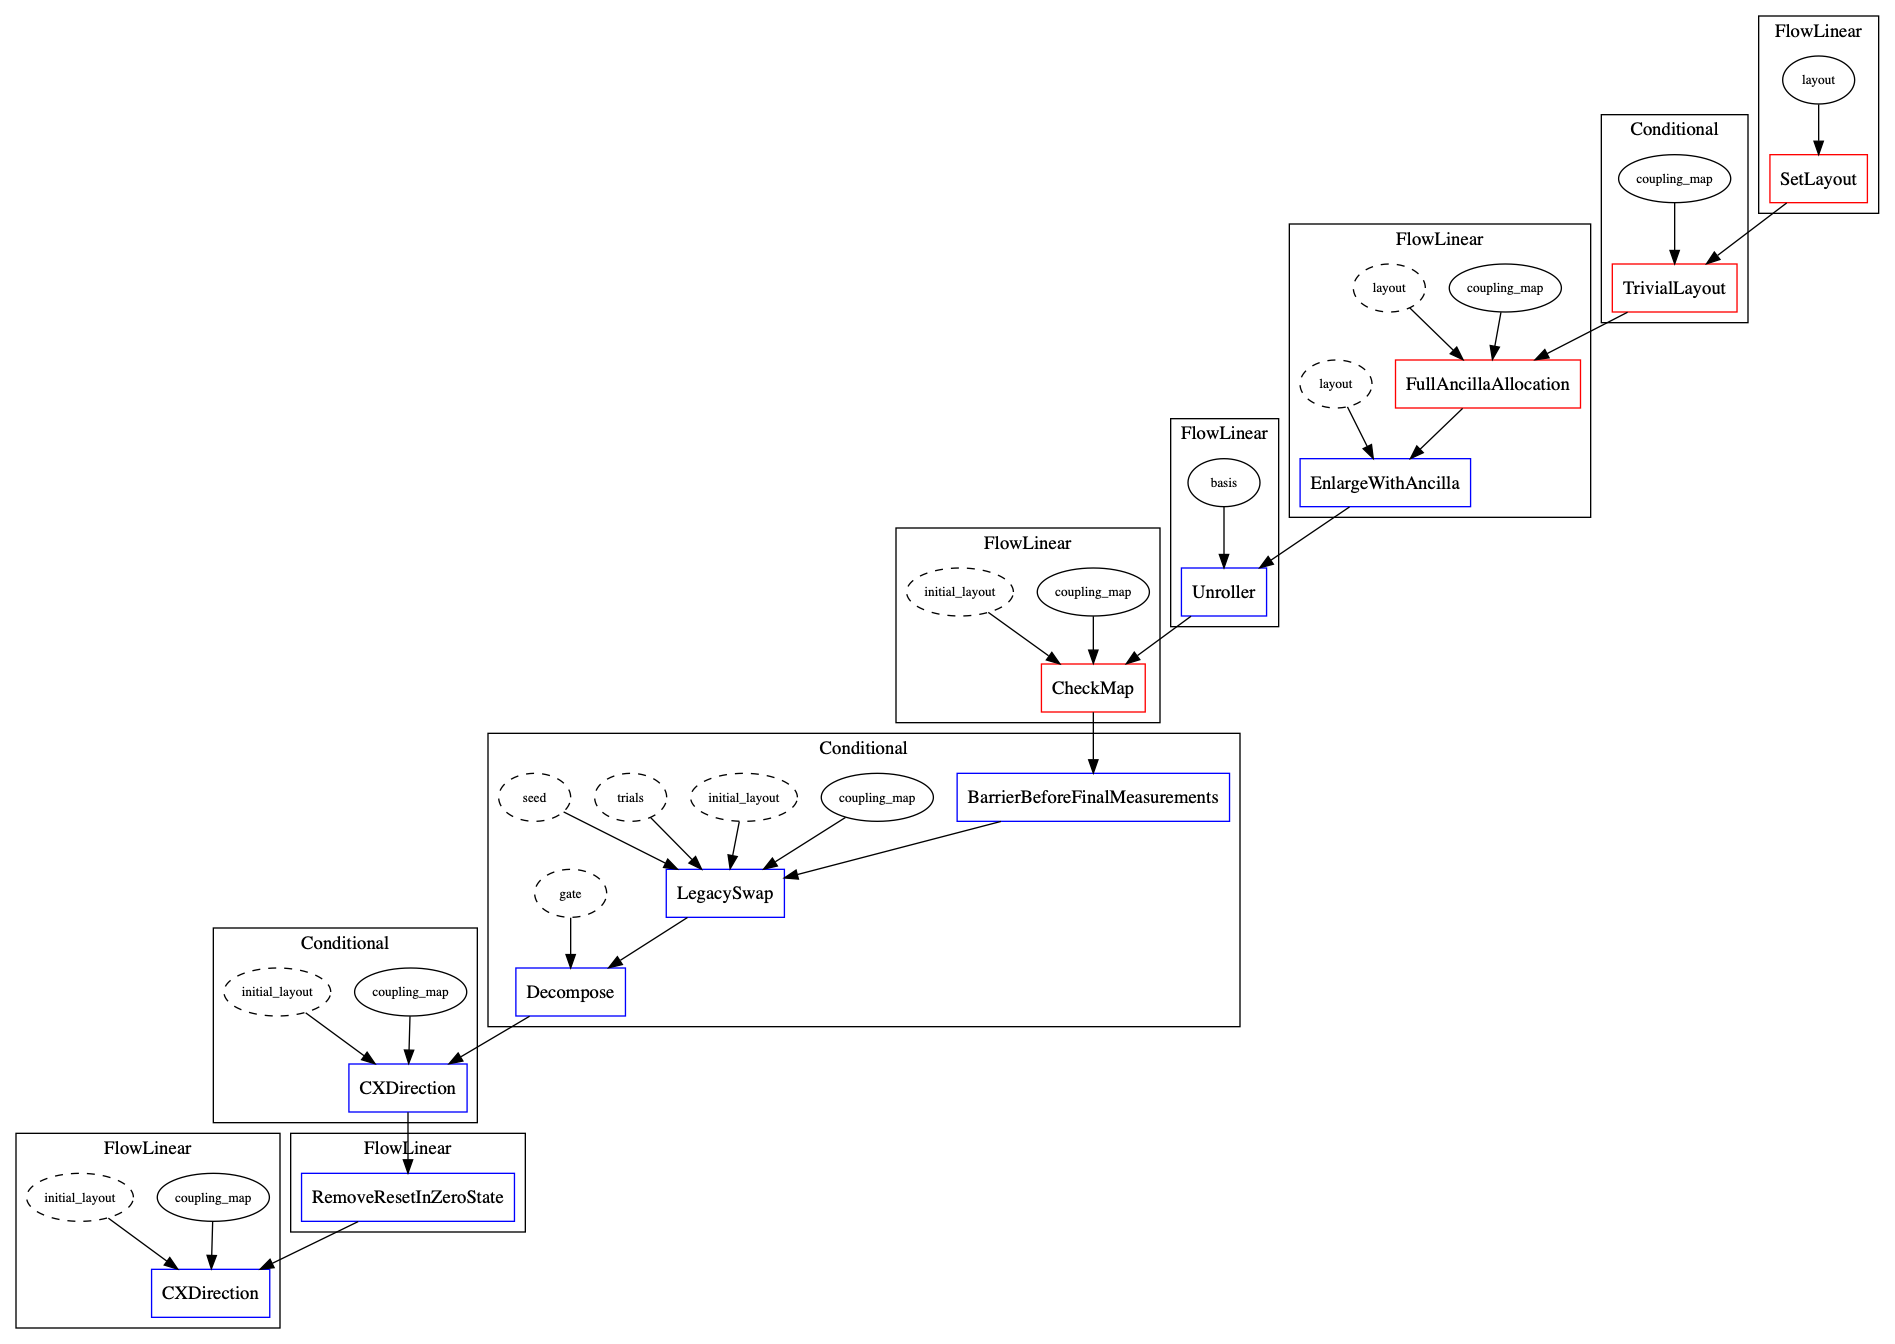 FlowLinear
layout
SetLayout
Conditional
coupling_map
TrivialLayout
FlowLinear
layout
coupling_map
FullAncillaAllocation
layout
EnlargeWithAncilla
FlowLinear
basis
Unroller
FlowLinear
initial_layout
coupling_map
CheckMap
Conditional
seed
trials
initial_layout
coupling_map
BarrierBeforeFinalMeasurements
LegacySwap
gate
Decompose
Conditional
initial_layout
coupling_map
CXDirection
FlowLinear
RemoveResetInZeroState
FlowLinear
initial_layout
coupling_map
CXDirection